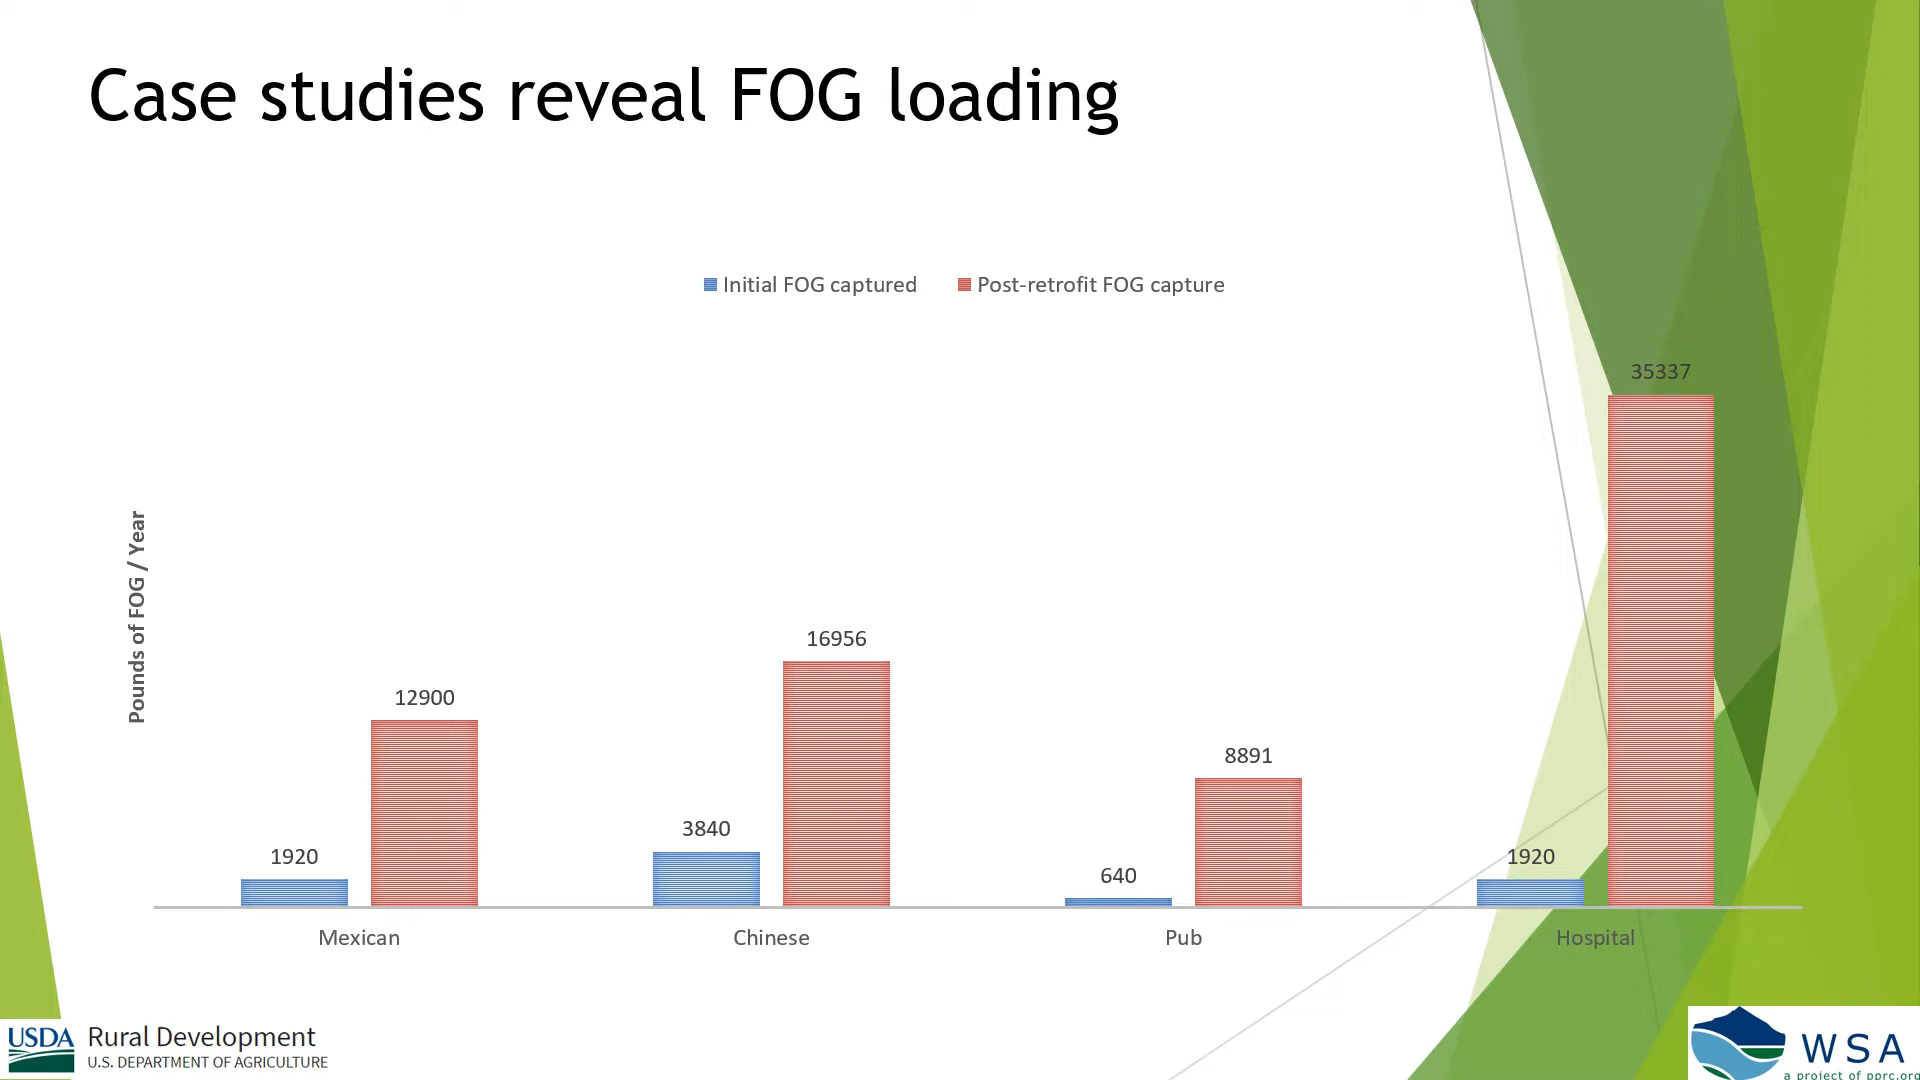 Case studies reveal FOG loading
Initial FOG captured
Post-retrofit FOG capture
Pounds of FOG / Year
1920
12900
3840
16956
640
8891
1920
35337
Mexican
Chinese
Pub
Hospital
USDA
Rural Development
U.S. DEPARTMENT OF AGRICULTURE
WSA
a project of pprc.org